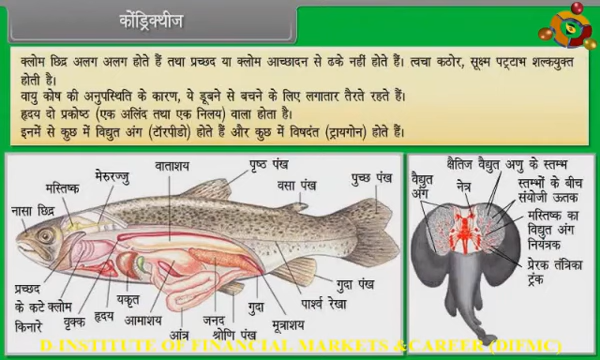 कोंड्रिक्थीज
क्लोम छिद्र अलग अलग होते हैं तथा प्रच्छद या क्लोम आच्छादन से ढके नहीं होते हैं। त्वचा कठोर, सूक्ष्म पट्टाभ शल्कयुक्त
होती है।
वायु कोष की अनुपस्थिति के कारण, ये डूबने से बचने के लिए लगातार तैरते रहते हैं।
हृदय दो प्रकोष्ठ (एक अलिंद तथा एक निलय) वाला होता है।
इनमें से कुछ में विद्युत अंग (टॉरपीडो) होते हैं और कुछ में विषदंत (ट्रायगोन) होते हैं।
नासा छिद्र
मस्तिष्क
मेरुरज्जु
वाताशय
पृष्ठ पंख
वसा पंख
पुच्छ पंख
प्रच्छद
के कटे
किनारे
क्लोम
वृक्क
हृदय
यकृत
आमाशय
आंत्र
जनद
श्रोणि पंख
गुदा
मूत्राशय
पार्श्व रेखा
गुदा पंख
वैद्युत
अंग
नेत्र
क्षैतिज वैद्युत अणु के स्तम्भ
स्तम्भों के बीच
संयोजी ऊतक
मस्तिष्क का
विद्युत अंग
नियंत्रक
प्रेरक तंत्रिका
ट्रंक
D INSTITUTE OF FINANCIAL MARKETS &CAREER (DIFMC)